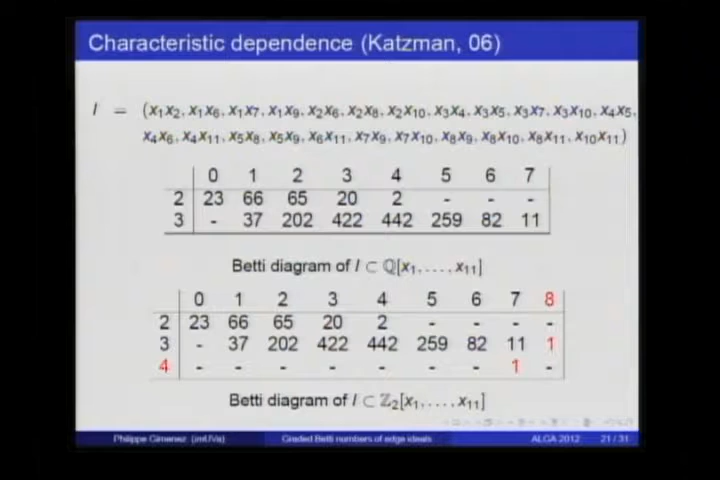 Characteristic dependence (Katzman, 06)
I = (x₁x₂, x₁x₆, x₁x₇, x₁x₉, x₂x₆, x₂x₈, x₂x₁₀, x₃x₄, x₃x₅, x₃x₇, x₃x₁₀, x₄x₅,
x₄x₆, x₄x₁₁, x₅x₈, x₅x₉, x₆x₁₁, x₇x₉, x₇x₁₀, x₈x₉, x₈x₁₀, x₈x₁₁, x₁₀x₁₁)
0 1 2 3 4 5 6 7
2 23 66 65 20 2 - - -
3 - 37 202 422 442 259 82 11
Betti diagram of I ⊂ ℚ[x₁, . . . , x₁₁]
0 1 2 3 4 5 6 7 8
2 23 66 65 20 2 - - - -
3 - 37 202 422 442 259 82 11 1
4 - - - - - - - 1 -
Betti diagram of I ⊂ ℤ₂[x₁, . . . , x₁₁]
Philippe Gimenez (imUVa) Graded Betti numbers of edge ideals ALGA 2012 21 / 31